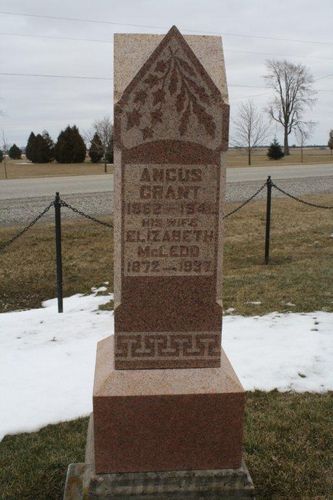 ANGUS
GRANT
HIS WIFE
ELIZABETH
McLEOD
1872 — 1937